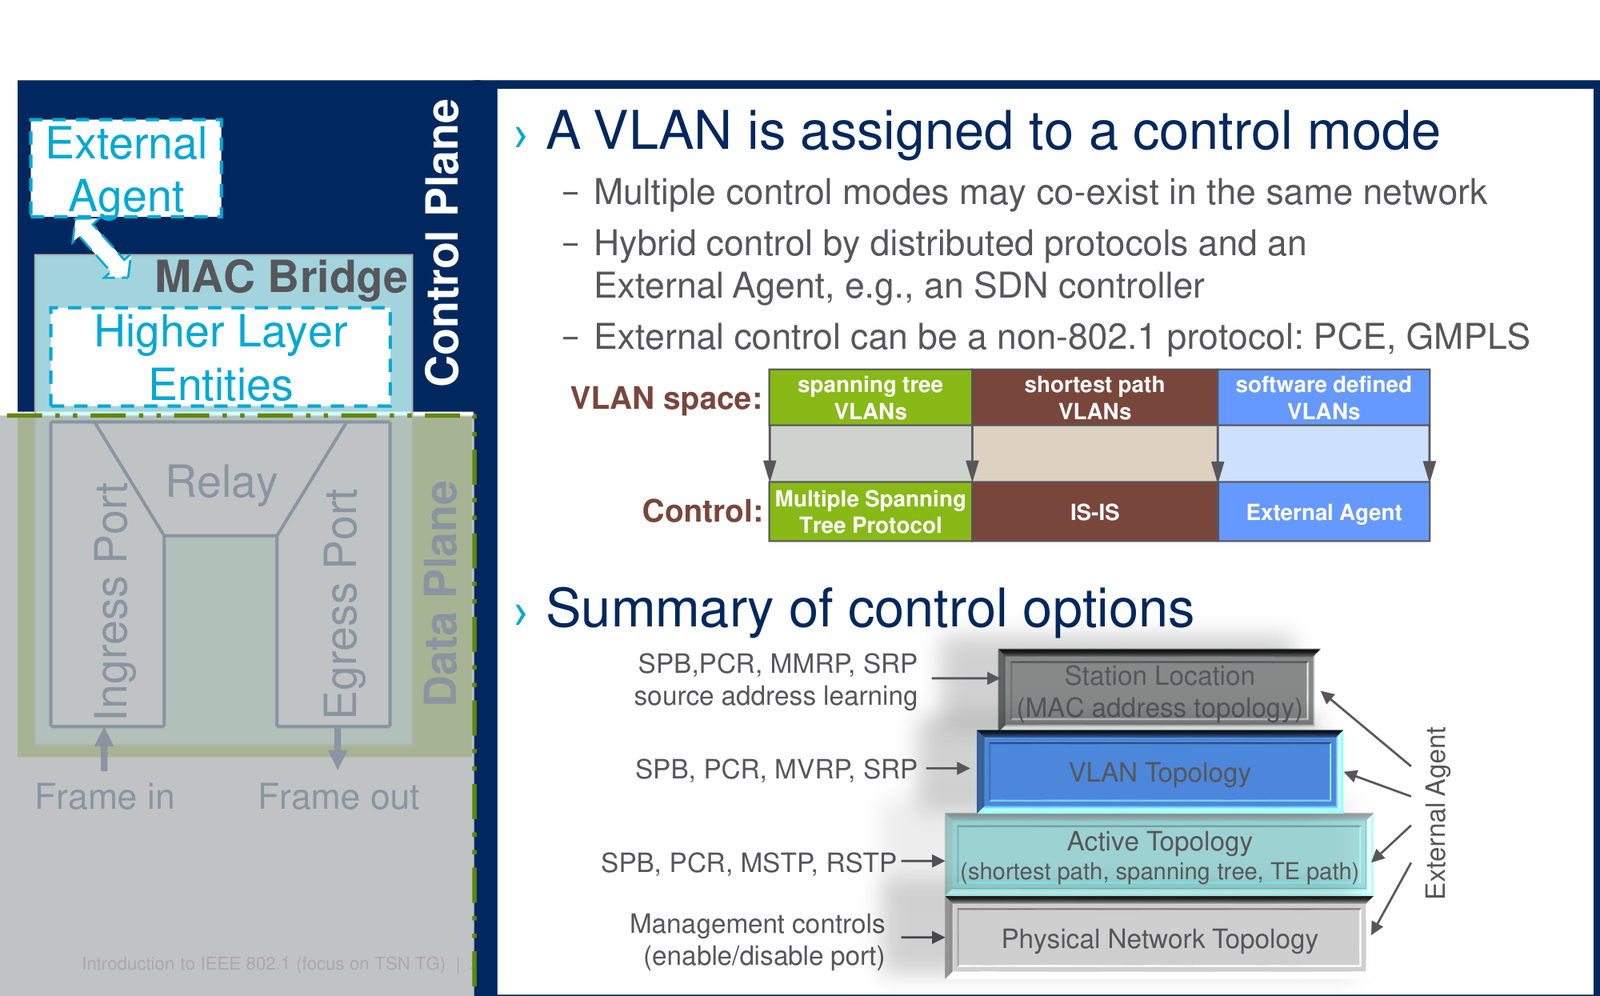 External
Agent
MAC Bridge
Higher Layer
Entities
Control Plane
Relay
Ingress Port
Egress Port
Data Plane
Frame in
Frame out
Introduction to IEEE 802.1 (focus on TSN TG) |
› A VLAN is assigned to a control mode
– Multiple control modes may co-exist in the same network
– Hybrid control by distributed protocols and an
External Agent, e.g., an SDN controller
– External control can be a non-802.1 protocol: PCE, GMPLS
VLAN space:
spanning tree
VLANs
shortest path
VLANs
software defined
VLANs
Control:
Multiple Spanning
Tree Protocol
IS-IS
External Agent
› Summary of control options
SPB,PCR, MMRP, SRP
source address learning
Station Location
(MAC address topology)
SPB, PCR, MVRP, SRP
VLAN Topology
SPB, PCR, MSTP, RSTP
Active Topology
(shortest path, spanning tree, TE path)
Management controls
(enable/disable port)
Physical Network Topology
External Agent